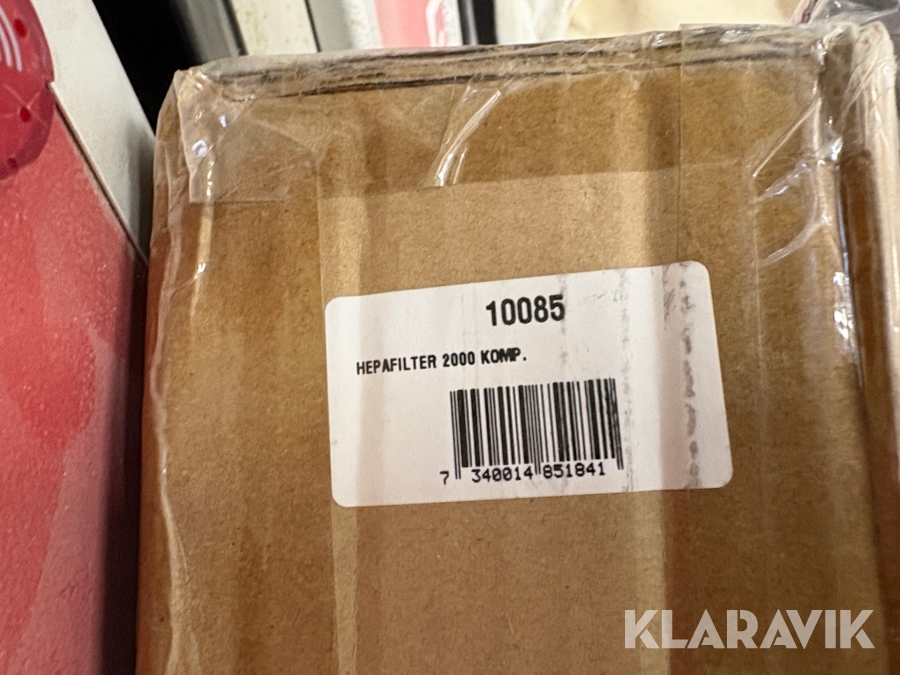 10085
HEPAFILTER 2000 KOMP.
7 340014 851841
KLARAVIK